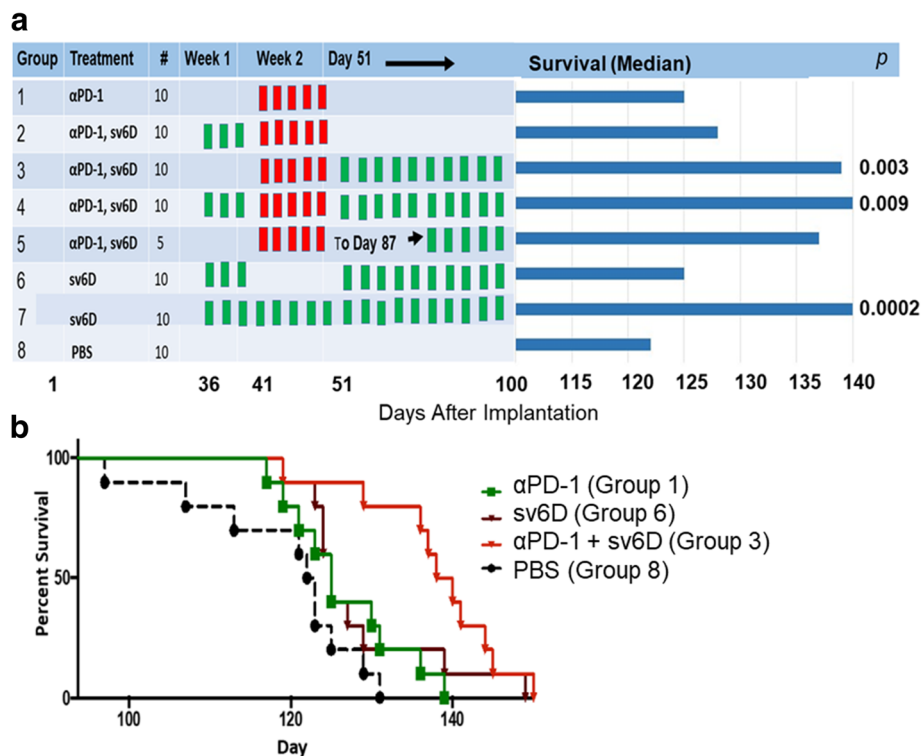 a
Group Treatment # Week 1 Week 2 Day 51 Survival (Median) p
1 αPD-1 10
2 αPD-1, sv6D 10
3 αPD-1, sv6D 10 0.003
4 αPD-1, sv6D 10 0.009
5 αPD-1, sv6D 5 To Day 87
6 sv6D 10
7 sv6D 10 0.0002
8 PBS 10
1 36 41 51 100 115 120 125 130 135 140
Days After Implantation
b
100
50
0
Percent Survival
100 120 140
Day
αPD-1 (Group 1)
sv6D (Group 6)
αPD-1 + sv6D (Group 3)
PBS (Group 8)